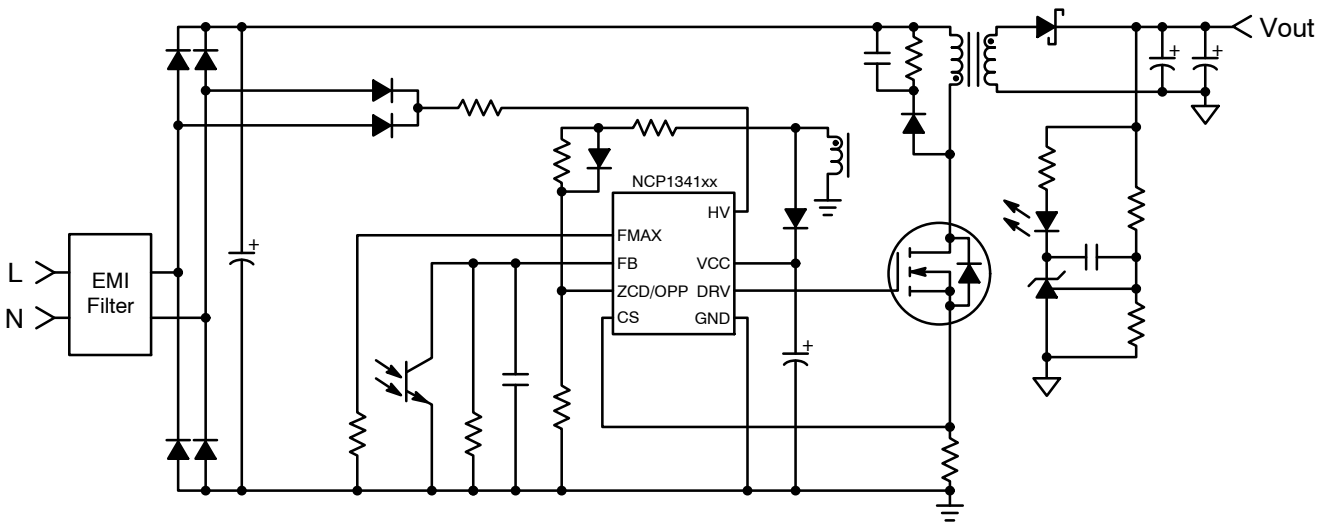 Vout
NCP1341xx
HV
FMAX
FB
VCC
ZCD/OPP
DRV
CS
GND
L
N
EMI
Filter
+
+
+
+